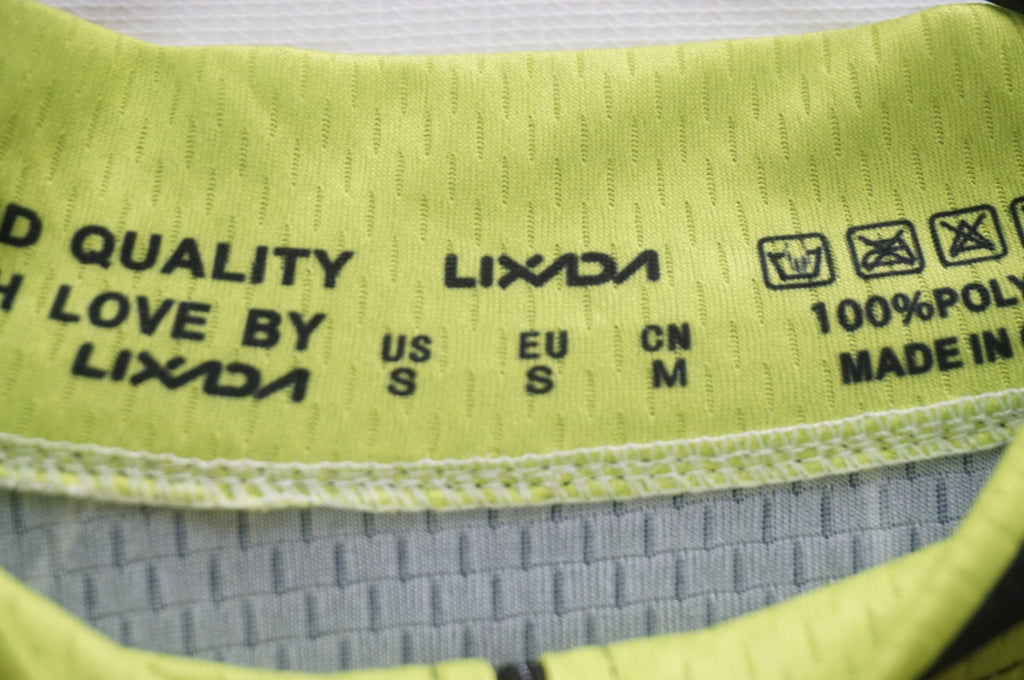 QUALITY
LOVE BY
LIXADA
LIXADA
US EU CN
S S M
100%POLY
MADE IN